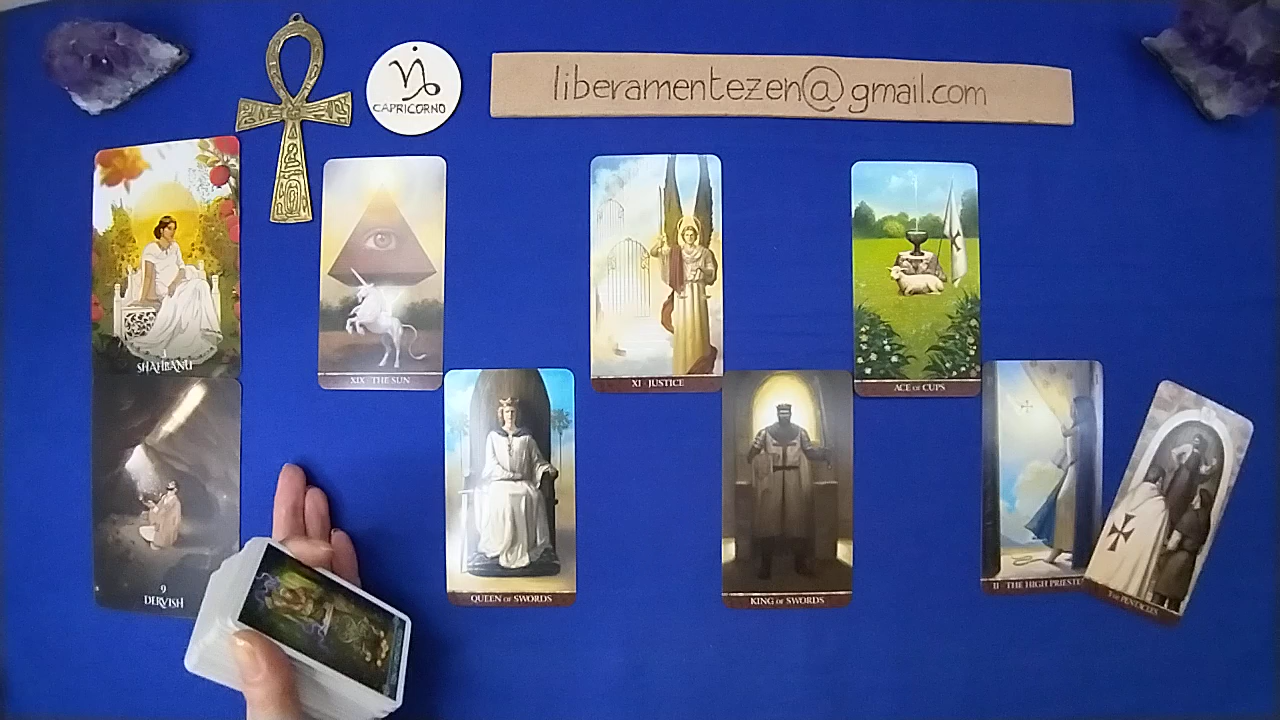 liberamentezen@gmail.com
CAPRICORNO
3
SHAHBANU
XIX THE SUN
XI JUSTICE
ACE OF CUPS
9
DERVISH
QUEEN OF SWORDS
KING OF SWORDS
II THE HIGH PRIESTE
PENTACLES